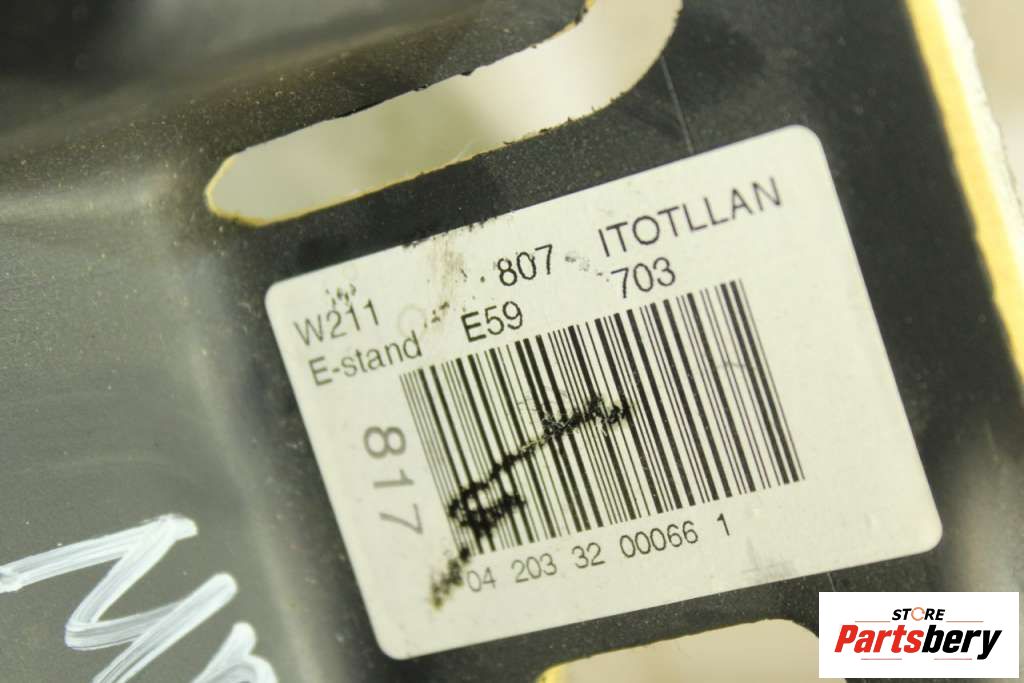 W211 807 ITOTLLAN
E-stand E59 703
817
04 203 32 00066 1
STORE
Partsbery